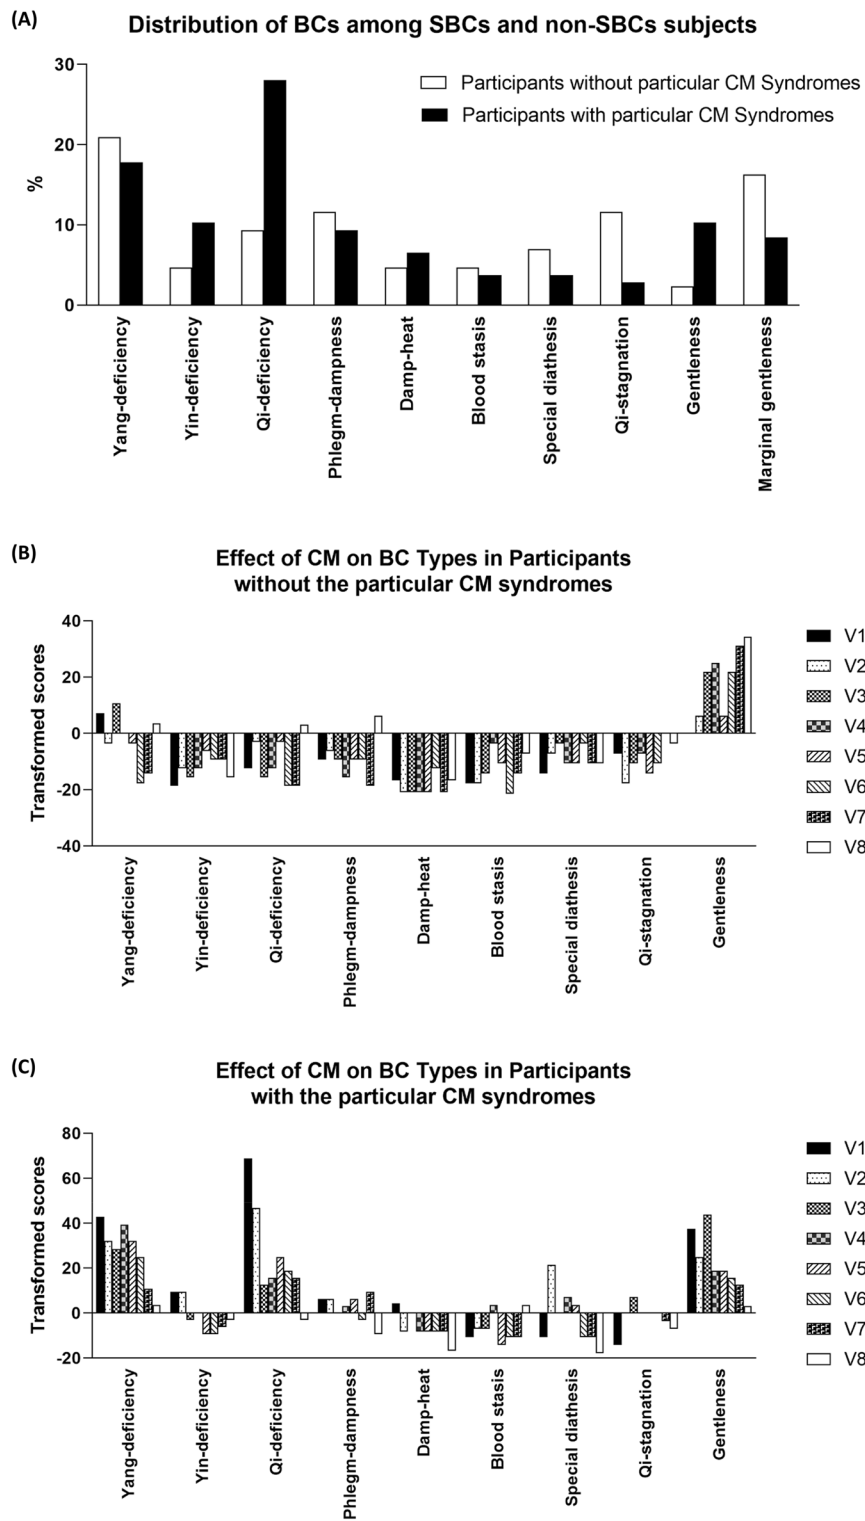 (A)
Distribution of BCs among SBCs and non-SBCs subjects
30
20
10
0
%
Participants without particular CM Syndromes
Participants with particular CM Syndromes
Yang-deficiency
Yin-deficiency
Qi-deficiency
Phlegm-dampness
Damp-heat
Blood stasis
Special diathesis
Qi-stagnation
Gentleness
Marginal gentleness
(B)
Effect of CM on BC Types in Participants
without the particular CM syndromes
40
20
0
-20
-40
Transformed scores
V1
V2
V3
V4
V5
V6
V7
V8
Yang-deficiency
Yin-deficiency
Qi-deficiency
Phlegm-dampness
Damp-heat
Blood stasis
Special diathesis
Qi-stagnation
Gentleness
(C)
Effect of CM on BC Types in Participants
with the particular CM syndromes
80
60
40
20
0
-20
Transformed scores
V1
V2
V3
V4
V5
V6
V7
V8
Yang-deficiency
Yin-deficiency
Qi-deficiency
Phlegm-dampness
Damp-heat
Blood stasis
Special diathesis
Qi-stagnation
Gentleness